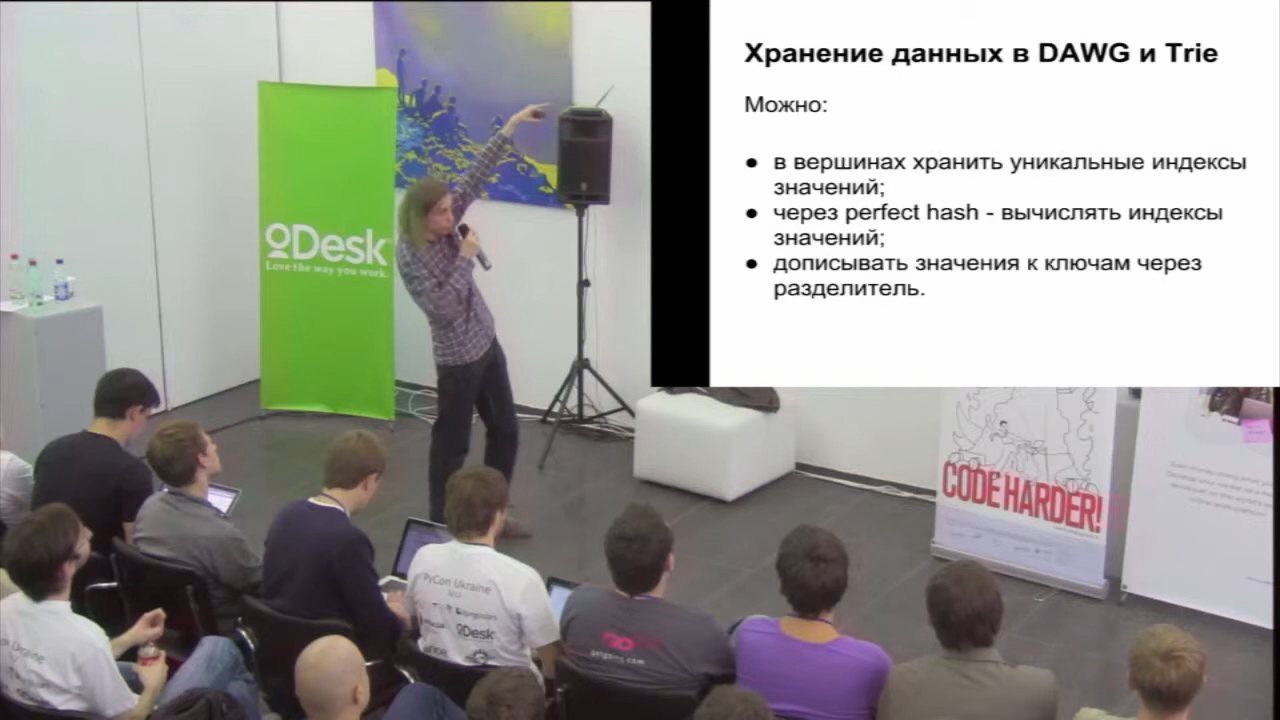 Хранение данных в DAWG и Trie
Можно:
● в вершинах хранить уникальные индексы
значений;
● через perfect hash - вычислять индексы
значений;
● дописывать значения к ключам через
разделитель.
oDesk
Love the way you work.
CODE HARDER!
PyCon Ukraine
2012
oDesk